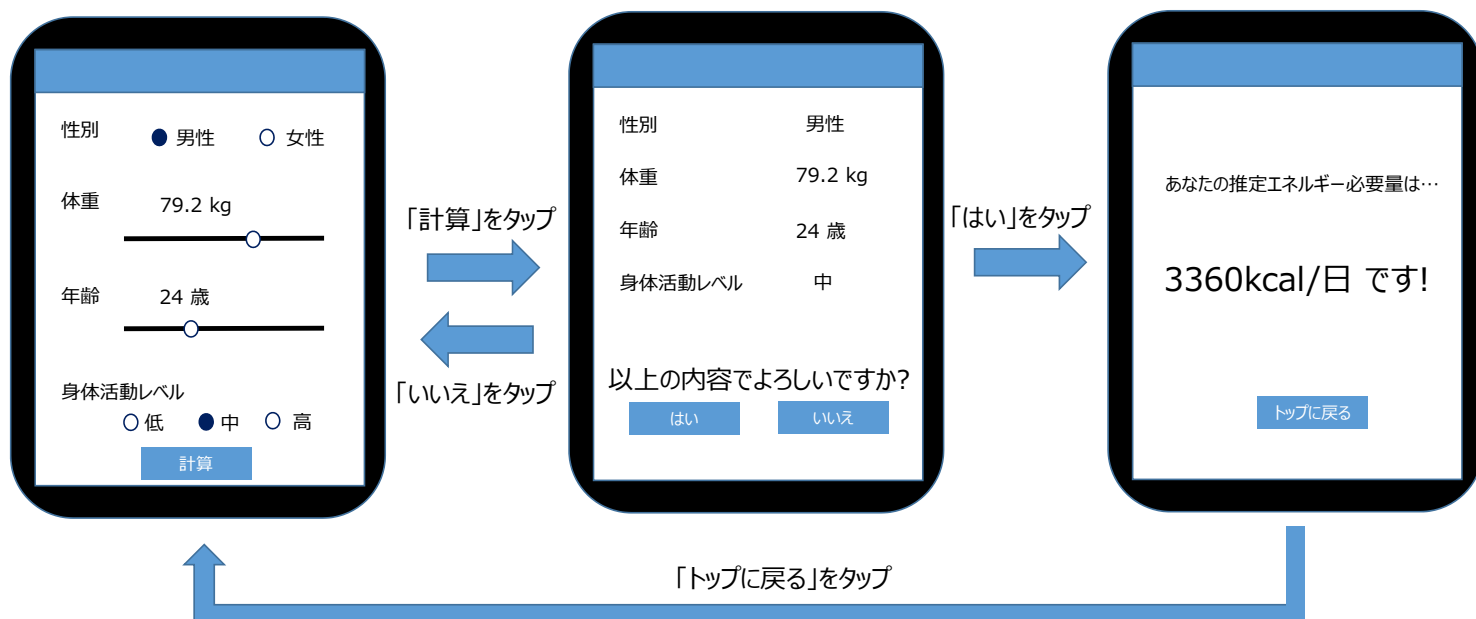 性別
男性
女性
体重
79.2 kg
年齢
24 歳
身体活動レベル
低
中
高
計算
「計算」をタップ
「いいえ」をタップ
性別
男性
体重
79.2 kg
年齢
24 歳
身体活動レベル
中
以上の内容でよろしいですか?
はい
いいえ
「はい」をタップ
あなたの推定エネルギー必要量は…
3360kcal/日 です!
トップに戻る
「トップに戻る」をタップ